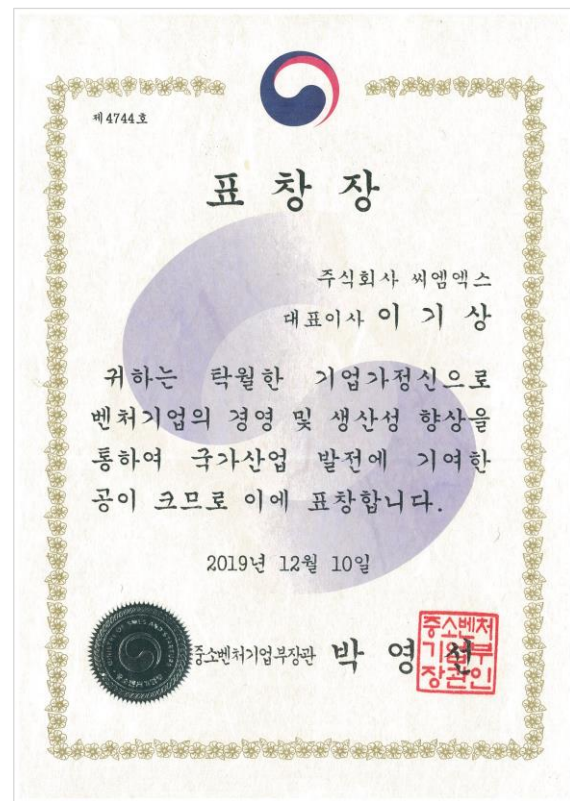 제 4744 호
표 창 장
주식회사 씨엠엑스
대표이사 이 기 상
귀하는 탁월한 기업가정신으로
벤처기업의 경영 및 생산성 향상을
통하여 국가산업 발전에 기여한
공이 크므로 이에 표창합니다.
2019년 12월 10일
중소벤처기업부장관 박 영 선
중소벤처
기업부
장관인